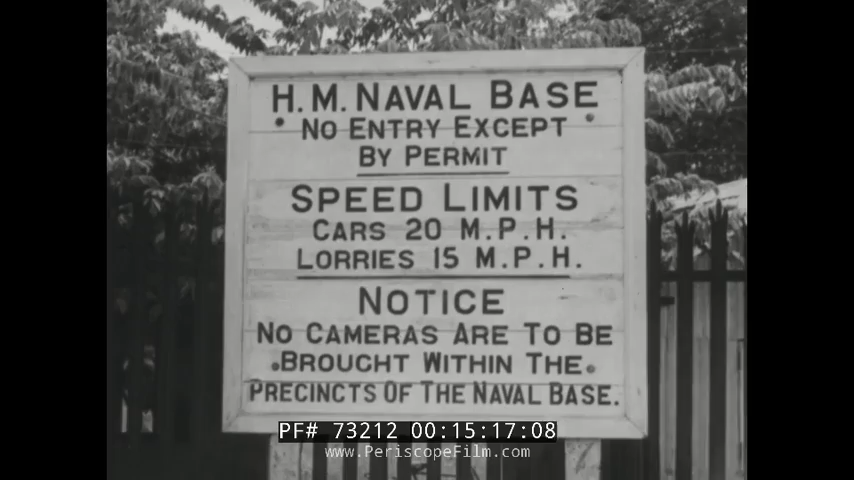 H.M. NAVAL BASE
NO ENTRY EXCEPT
BY PERMIT
SPEED LIMITS
CARS 20 M.P.H.
LORRIES 15 M.P.H.
NOTICE
NO CAMERAS ARE TO BE
BROUGHT WITHIN THE
PRECINCTS OF THE NAVAL BASE.
PF# 73212 00:15:17:08
www.PeriscopeFilm.com